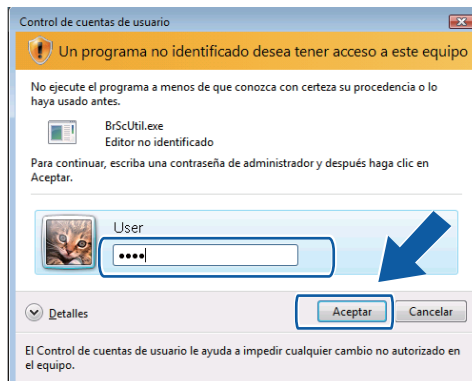 Control de cuentas de usuario
Un programa no identificado desea tener acceso a este equipo
No ejecute el programa a menos de que conozca con certeza su procedencia o lo
haya usado antes.
BrScUtil.exe
Editor no identificado
Para continuar, escriba una contraseña de administrador y después haga clic en
Aceptar.
User
••••
Detalles
Aceptar
Cancelar
El Control de cuentas de usuario le ayuda a impedir cualquier cambio no autorizado en
el equipo.